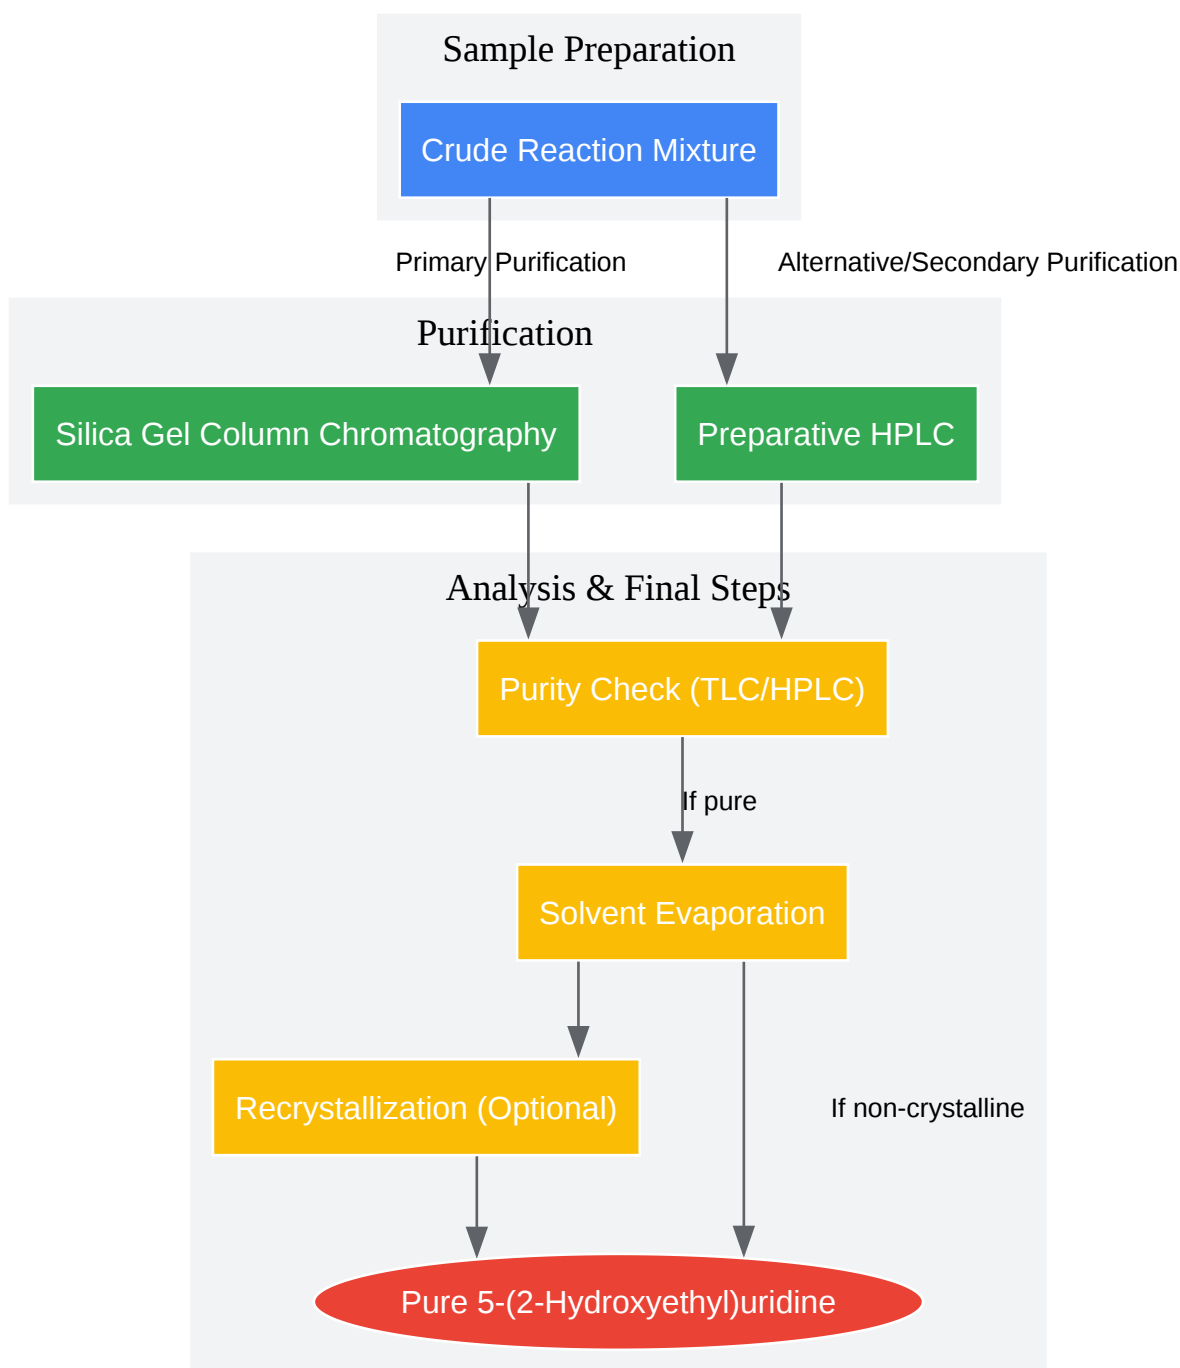 Sample Preparation
Crude Reaction Mixture
Primary Purification
Alternative/Secondary Purification
Purification
Silica Gel Column Chromatography
Preparative HPLC
Analysis & Final Steps
Purity Check (TLC/HPLC)
If pure
Solvent Evaporation
Recrystallization (Optional)
If non-crystalline
Pure 5-(2-Hydroxyethyl)uridine